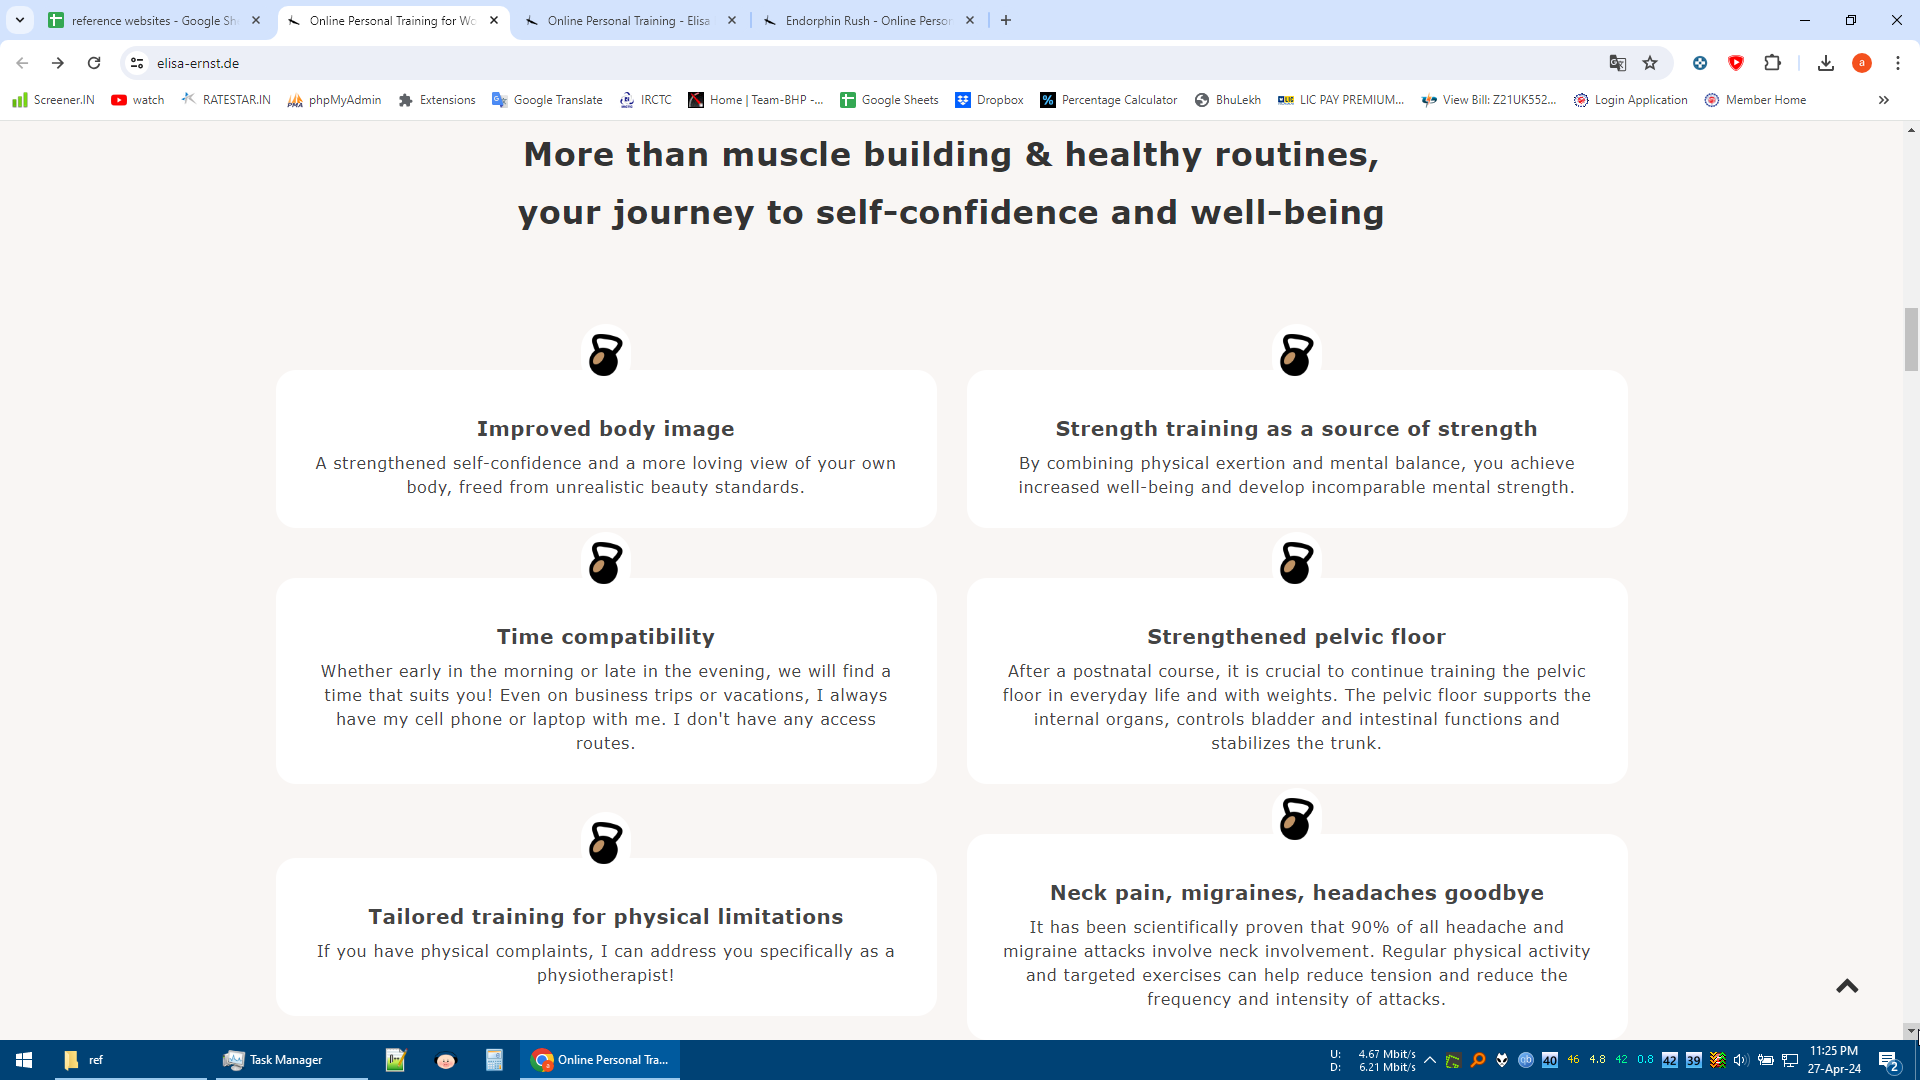 reference websites - Google Sh
Online Personal Training for Wo
Online Personal Training - Elisa
Endorphin Rush - Online Person
elisa-ernst.de
a
Screener.IN
watch
RATESTAR.IN
phpMyAdmin
Extensions
Google Translate
IRCTC
Home | Team-BHP -...
Google Sheets
Dropbox
Percentage Calculator
BhuLekh
LIC PAY PREMIUM...
View Bill: Z21UK552...
Login Application
Member Home
More than muscle building & healthy routines,
your journey to self-confidence and well-being
Improved body image
A strengthened self-confidence and a more loving view of your own
body, freed from unrealistic beauty standards.
Strength training as a source of strength
By combining physical exertion and mental balance, you achieve
increased well-being and develop incomparable mental strength.
Time compatibility
Whether early in the morning or late in the evening, we will find a
time that suits you! Even on business trips or vacations, I always
have my cell phone or laptop with me. I don't have any access
routes.
Strengthened pelvic floor
After a postnatal course, it is crucial to continue training the pelvic
floor in everyday life and with weights. The pelvic floor supports the
internal organs, controls bladder and intestinal functions and
stabilizes the trunk.
Tailored training for physical limitations
If you have physical complaints, I can address you specifically as a
physiotherapist!
Neck pain, migraines, headaches goodbye
It has been scientifically proven that 90% of all headache and
migraine attacks involve neck involvement. Regular physical activity
and targeted exercises can help reduce tension and reduce the
frequency and intensity of attacks.
ref
Task Manager
Online Personal Tra...
U: 4.67 Mbit/s
D: 6.21 Mbit/s
40 46 4.8 42 0.8 42 39
11:25 PM
27-Apr-24
2